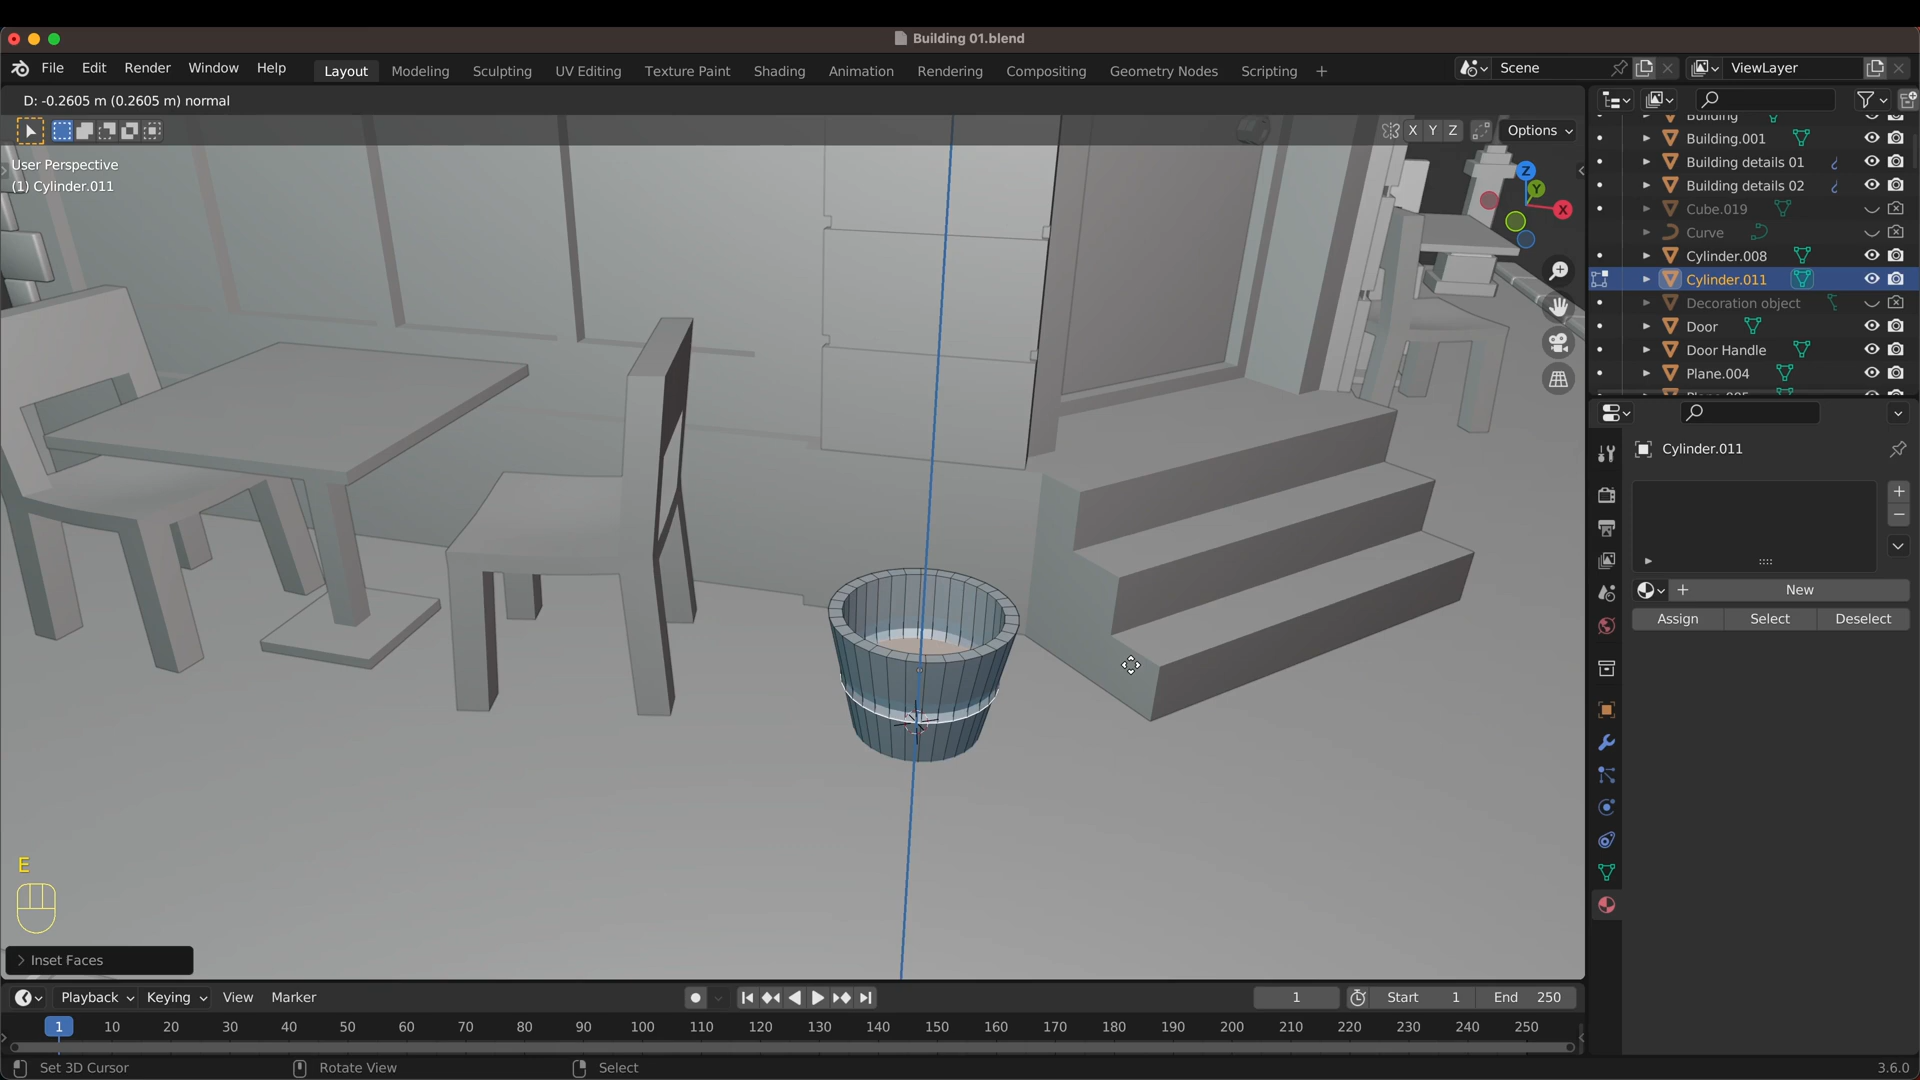 Building 01.blend
File Edit Render Window Help Layout Modeling Sculpting UV Editing Texture Paint Shading Animation Rendering Compositing Geometry Nodes Scripting + Scene ViewLayer
D: -0.2605 m (0.2605 m) normal
X Y Z Options
User Perspective
(1) Cylinder.011
Z
Y
X
Building.001
Building details 01
Building details 02
Cube.019
Curve
Cylinder.008
Cylinder.011
Decoration object
Door
Door Handle
Plane.004
Cylinder.011
New
Assign Select Deselect
E
Inset Faces
Playback Keying View Marker 1 Start 1 End 250
1 10 20 30 40 50 60 70 80 90 100 110 120 130 140 150 160 170 180 190 200 210 220 230 240 250
Set 3D Cursor Rotate View Select 3.6.0